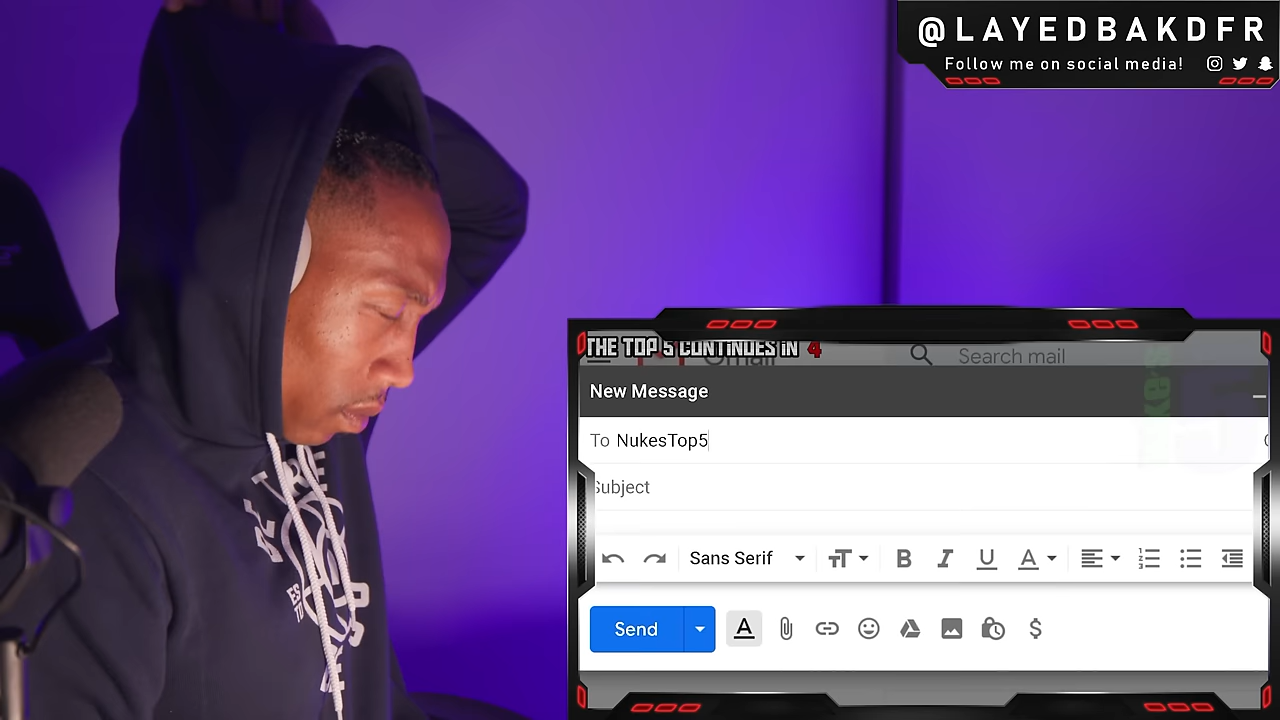 @LAYEDBAKDFR
Follow me on social media!
THE TOP 5 CONTINUES IN 4
Search mail
New Message
To NukesTop5
Subject
Sans Serif
Send